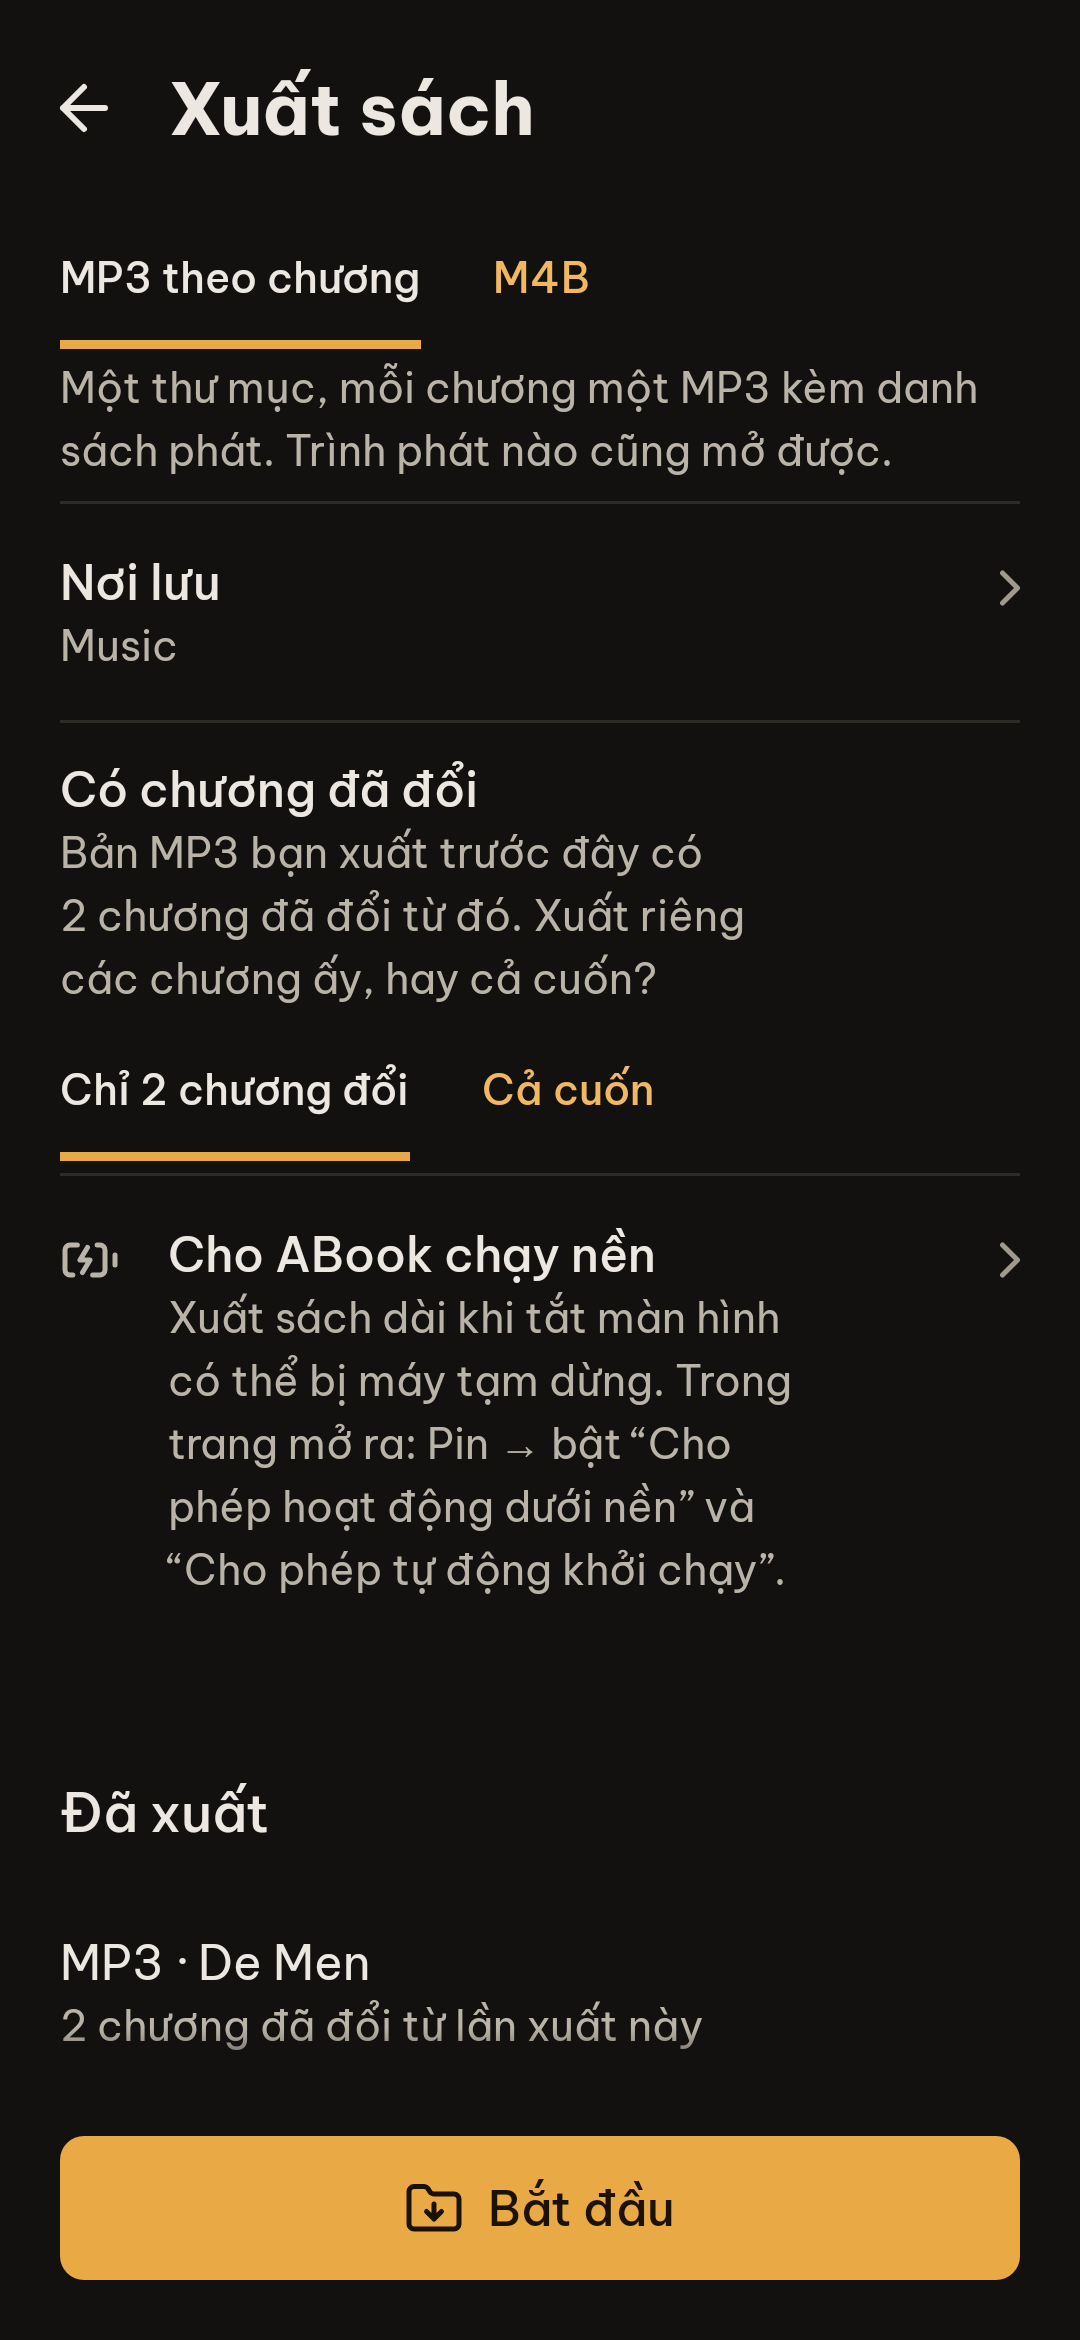 Xuất sách
MP3 theo chương M4B
Một thư mục, mỗi chương một MP3 kèm danh
sách phát. Trình phát nào cũng mở được.
Nơi lưu
Music
Có chương đã đổi
Bản MP3 bạn xuất trước đây có
2 chương đã đổi từ đó. Xuất riêng
các chương ấy, hay cả cuốn?
Chỉ 2 chương đổi Cả cuốn
Cho ABook chạy nền
Xuất sách dài khi tắt màn hình
có thể bị máy tạm dừng. Trong
trang mở ra: Pin → bật “Cho
phép hoạt động dưới nền” và
“Cho phép tự động khởi chạy”.
Đã xuất
MP3 · De Men
2 chương đã đổi từ lần xuất này
Bắt đầu